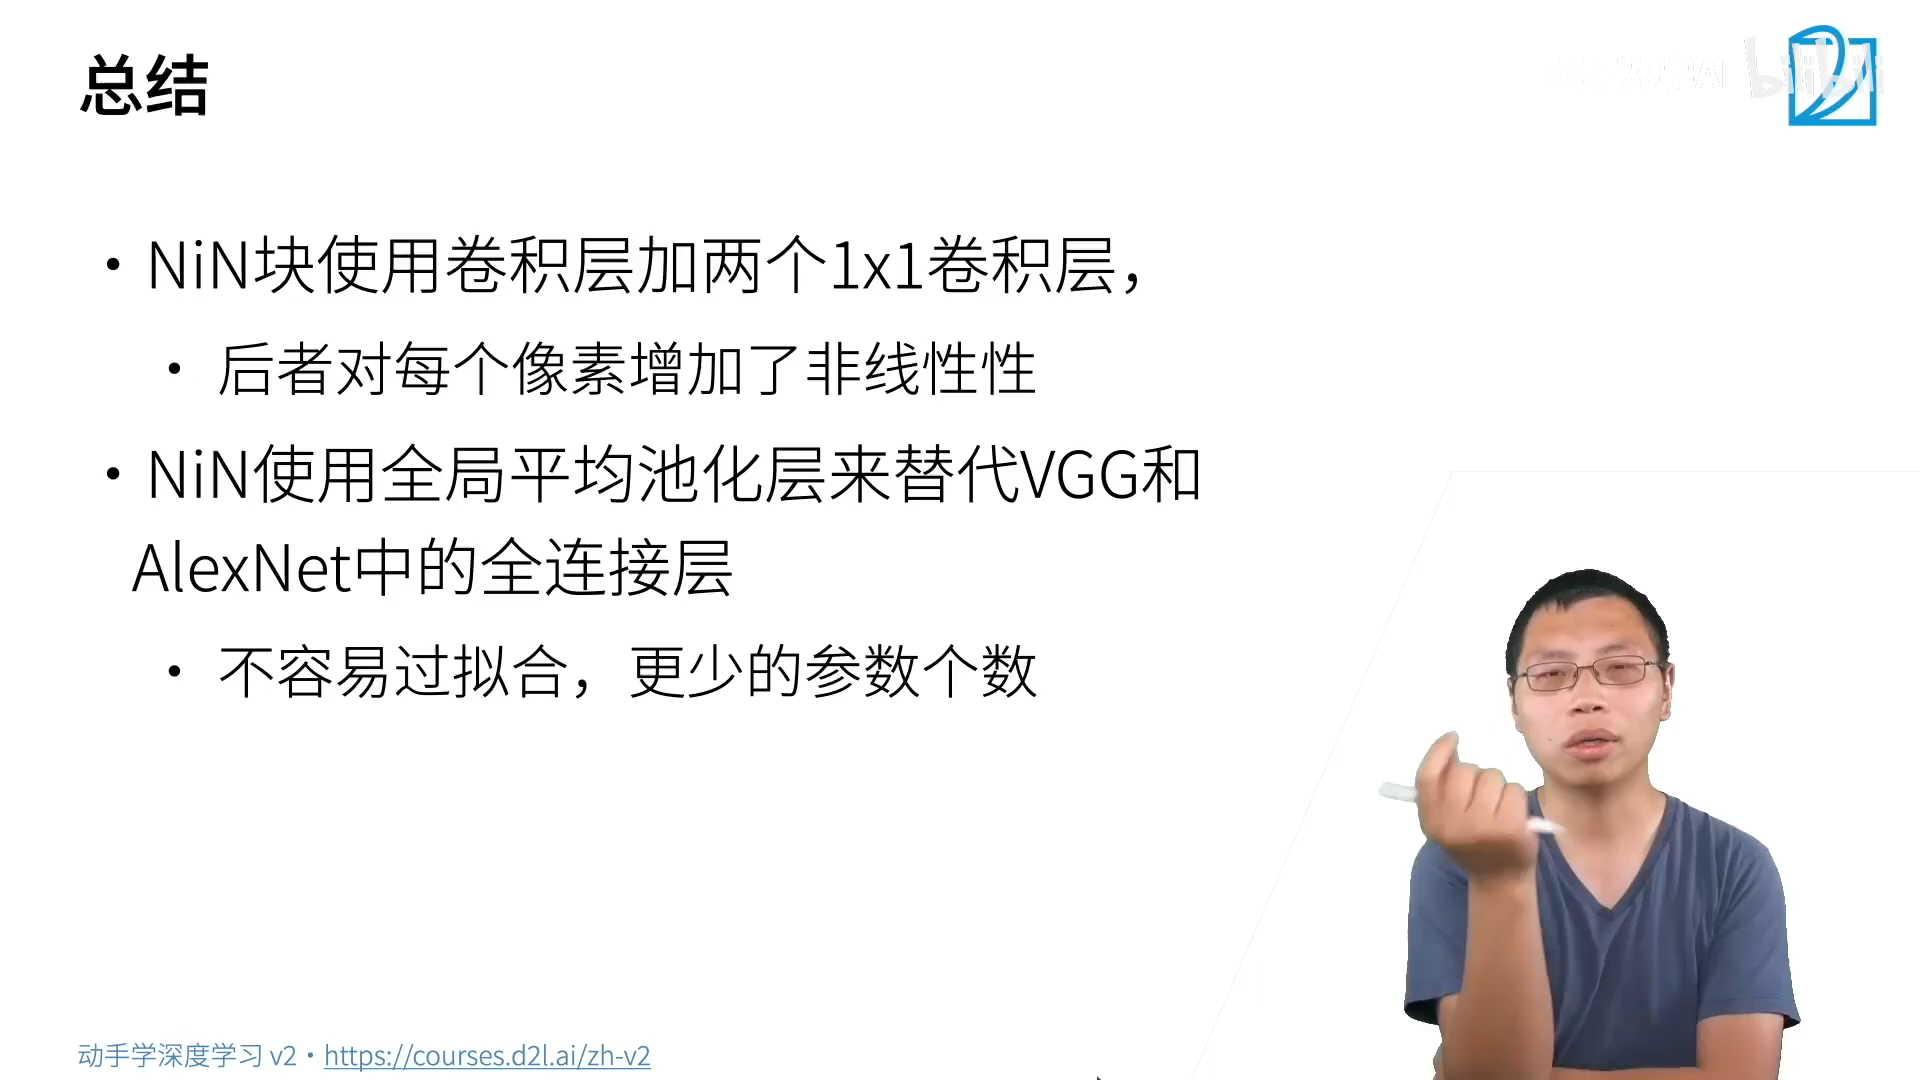 总结
bilibili
• NiN块使用卷积层加两个1x1卷积层，
• 后者对每个像素增加了非线性性
• NiN使用全局平均池化层来替代VGG和
AlexNet中的全连接层
• 不容易过拟合，更少的参数个数
动手学深度学习 v2 • https://courses.d2l.ai/zh-v2